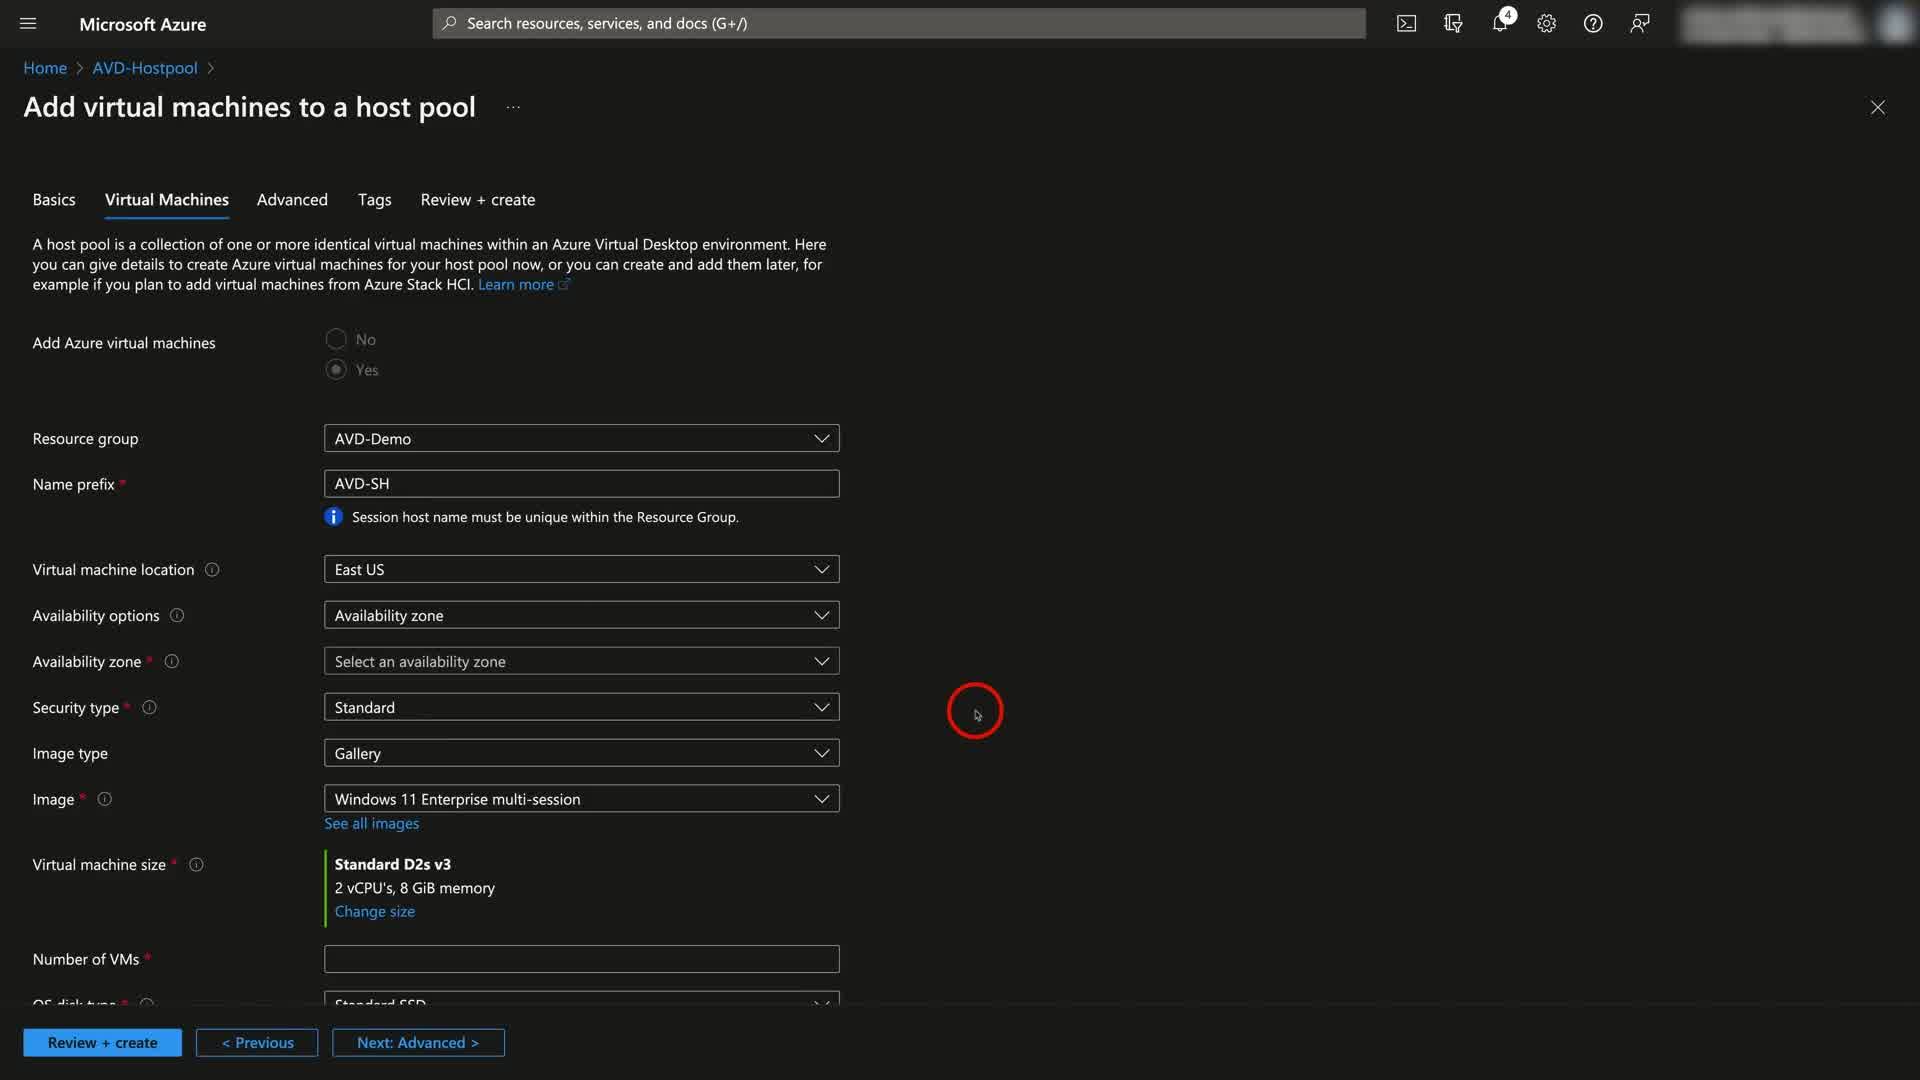 Microsoft Azure
Search resources, services, and docs (G+/)
4
Home > AVD-Hostpool >
Add virtual machines to a host pool ...
Basics Virtual Machines Advanced Tags Review + create
A host pool is a collection of one or more identical virtual machines within an Azure Virtual Desktop environment. Here
you can give details to create Azure virtual machines for your host pool now, or you can create and add them later, for
example if you plan to add virtual machines from Azure Stack HCI. Learn more
Add Azure virtual machines
No
Yes
Resource group
AVD-Demo
Name prefix *
AVD-SH
Session host name must be unique within the Resource Group.
Virtual machine location
East US
Availability options
Availability zone
Availability zone *
Select an availability zone
Security type *
Standard
Image type
Gallery
Image *
Windows 11 Enterprise multi-session
See all images
Virtual machine size *
Standard D2s v3
2 vCPU's, 8 GiB memory
Change size
Number of VMs *
OS disk type *
Standard SSD
Review + create
< Previous
Next: Advanced >